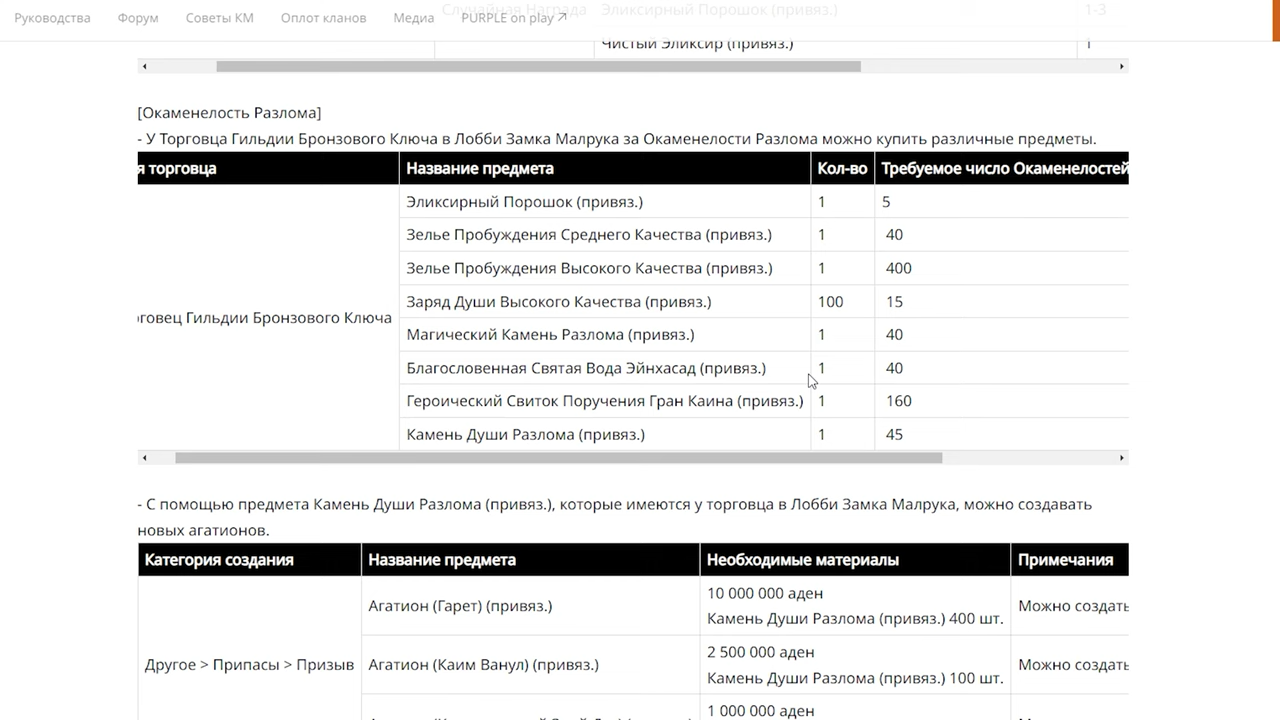 Руководства Форум Советы КМ Оплот кланов Медиа PURPLE on play
Случайная Награда Эликсирный Порошок (привяз.) 1-3
Чистый Эликсир (привяз.) 1
[Окаменелость Разлома]
- У Торговца Гильдии Бронзового Ключа в Лобби Замка Малрука за Окаменелости Разлома можно купить различные предметы.
я торговца Название предмета Кол-во Требуемое число Окаменелостей
Эликсирный Порошок (привяз.) 1 5
Зелье Пробуждения Среднего Качества (привяз.) 1 40
Зелье Пробуждения Высокого Качества (привяз.) 1 400
Заряд Души Высокого Качества (привяз.) 100 15
рговец Гильдии Бронзового Ключа
Магический Камень Разлома (привяз.) 1 40
Благословенная Святая Вода Эйнхасад (привяз.) 1 40
Героический Свиток Поручения Гран Каина (привяз.) 1 160
Камень Души Разлома (привяз.) 1 45
- С помощью предмета Камень Души Разлома (привяз.), которые имеются у торговца в Лобби Замка Малрука, можно создавать
новых агатионов.
Категория создания Название предмета Необходимые материалы Примечания
Агатион (Гарет) (привяз.) 10 000 000 аден
Камень Души Разлома (привяз.) 400 шт. Можно создать
Другое > Припасы > Призыв Агатион (Каим Ванул) (привяз.) 2 500 000 аден
Камень Души Разлома (привяз.) 100 шт. Можно создать
1 000 000 аден